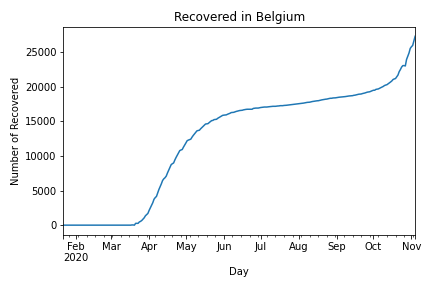 Recovered in Belgium
Number of Recovered
25000
20000
15000
10000
5000
0
Feb Mar Apr May Jun Jul Aug Sep Oct Nov
2020
Day